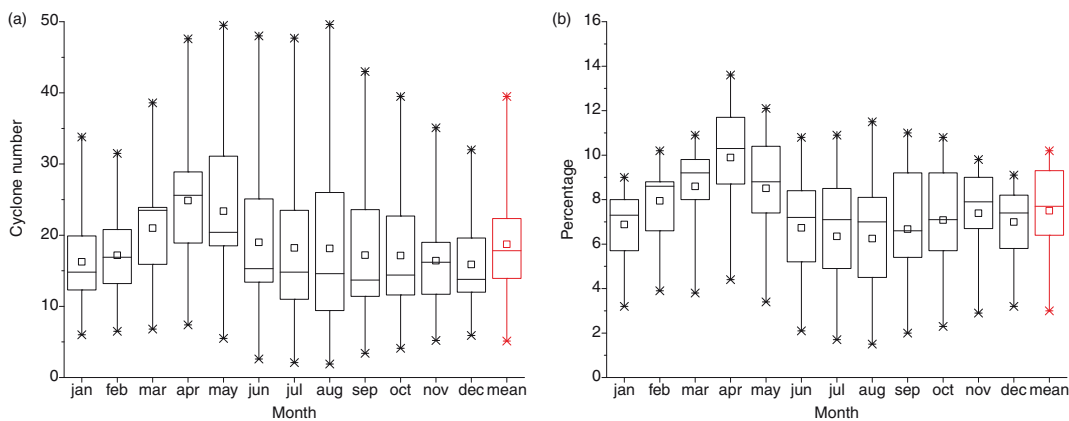 (a)
50
40
30
20
10
0
Cyclone number
jan feb mar apr may jun jul aug sep oct nov dec mean
Month
(b)
16
14
12
10
8
6
4
2
0
Percentage
jan feb mar apr may jun jul aug sep oct nov dec mean
Month